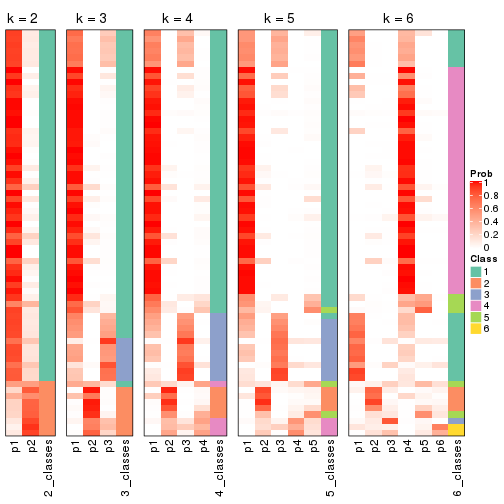 k = 2
k = 3
k = 4
k = 5
k = 6
Prob
1
0.8
0.6
0.4
0.2
0
Class
1
2
3
4
5
6
p1
p2
2_classes
p1
p2
p3
3_classes
p1
p2
p3
p4
4_classes
p1
p2
p3
p4
p5
5_classes
p1
p2
p3
p4
p5
p6
6_classes